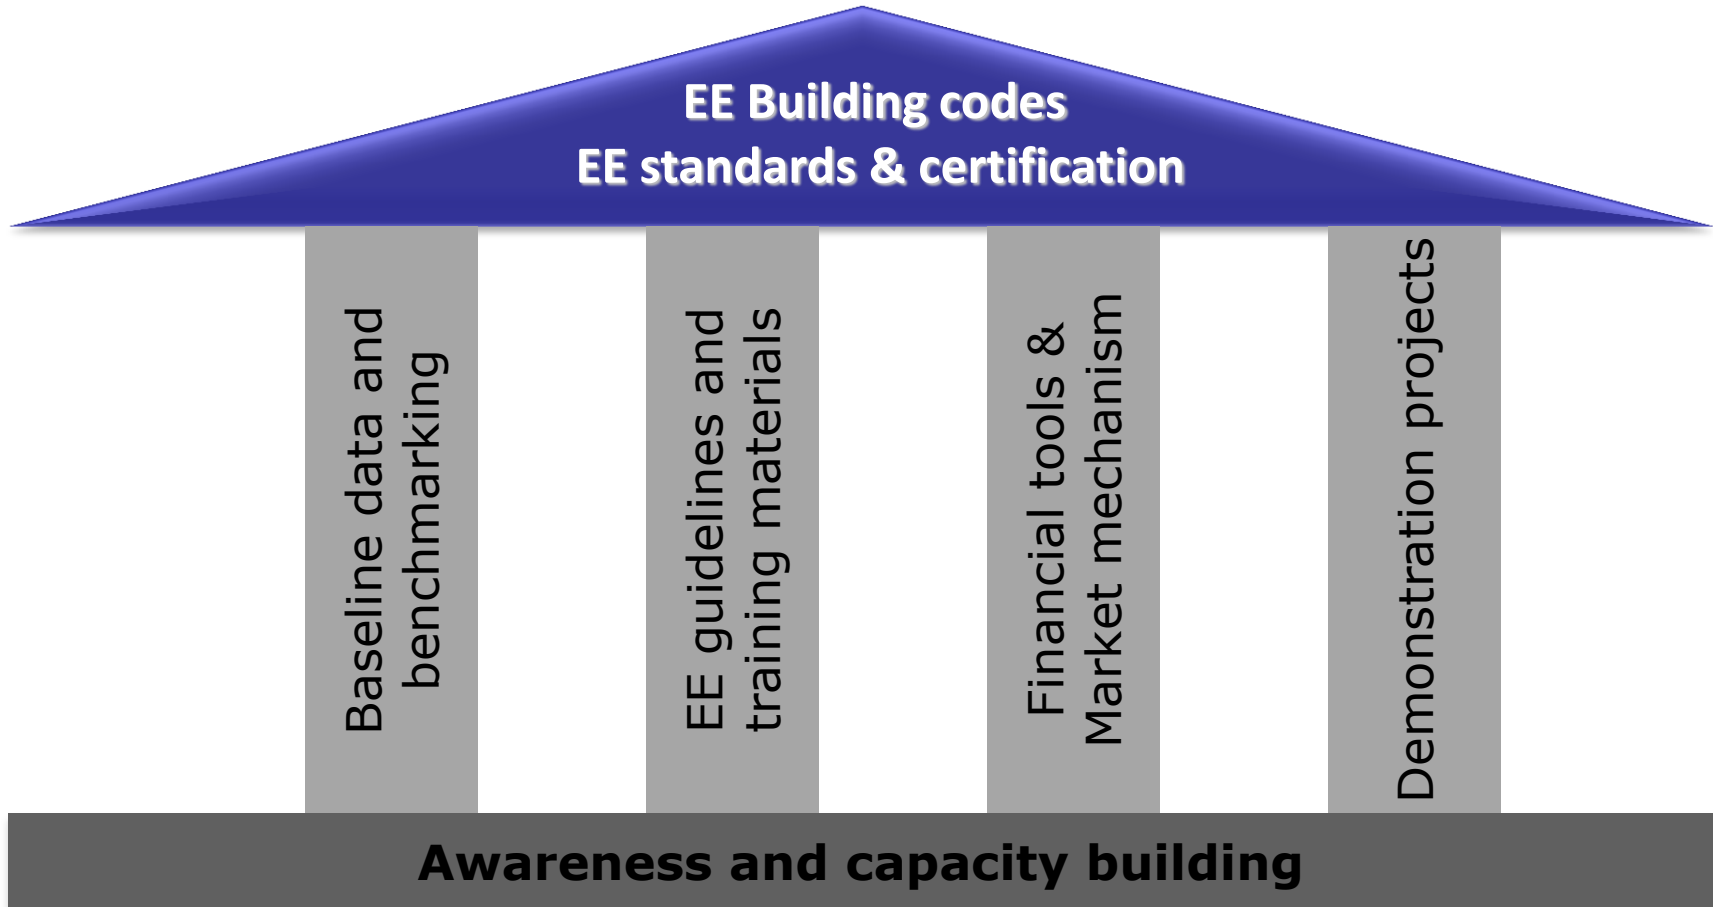 EE Building codes
EE standards & certification
Baseline data and
benchmarking
EE guidelines and
training materials
Financial tools &
Market mechanism
Demonstration projects
Awareness and capacity building